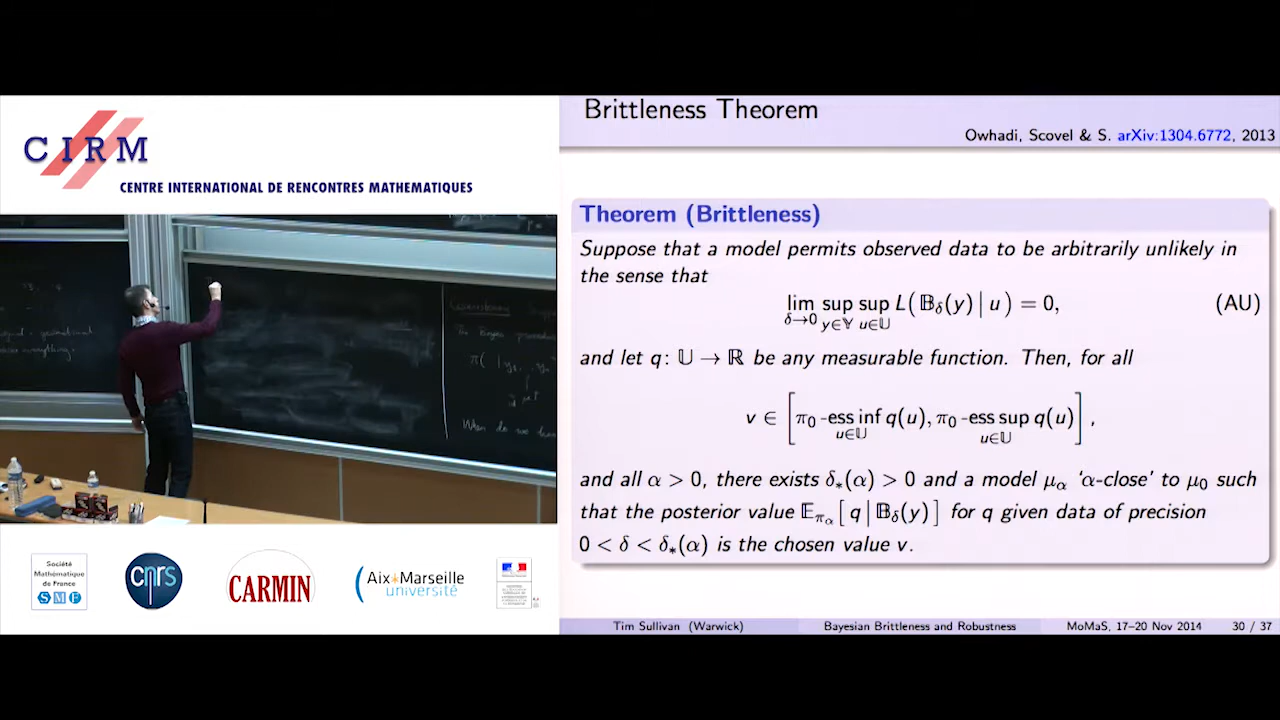 CIRM
CENTRE INTERNATIONAL DE RENCONTRES MATHEMATIQUES
π(
When do we
Société
Mathématique
de France
SMF
cnrs
CARMIN
Aix*Marseille
université
Brittleness Theorem
Owhadi, Scovel & S. arXiv:1304.6772, 2013
Theorem (Brittleness)
Suppose that a model permits observed data to be arbitrarily unlikely in
the sense that
lim sup sup L(𝔹δ(y) | u) = 0, (AU)
δ→0 y∈𝕐 u∈𝕌
and let q: 𝕌 → ℝ be any measurable function. Then, for all
v ∈ [π₀ -ess inf q(u), π₀ -ess sup q(u)],
u∈𝕌 u∈𝕌
and all α > 0, there exists δ*(α) > 0 and a model μα ‘α-close’ to μ₀ such
that the posterior value 𝔼πα[q | 𝔹δ(y)] for q given data of precision
0 < δ < δ*(α) is the chosen value v.
Tim Sullivan (Warwick) Bayesian Brittleness and Robustness MoMaS, 17–20 Nov 2014 30 / 37